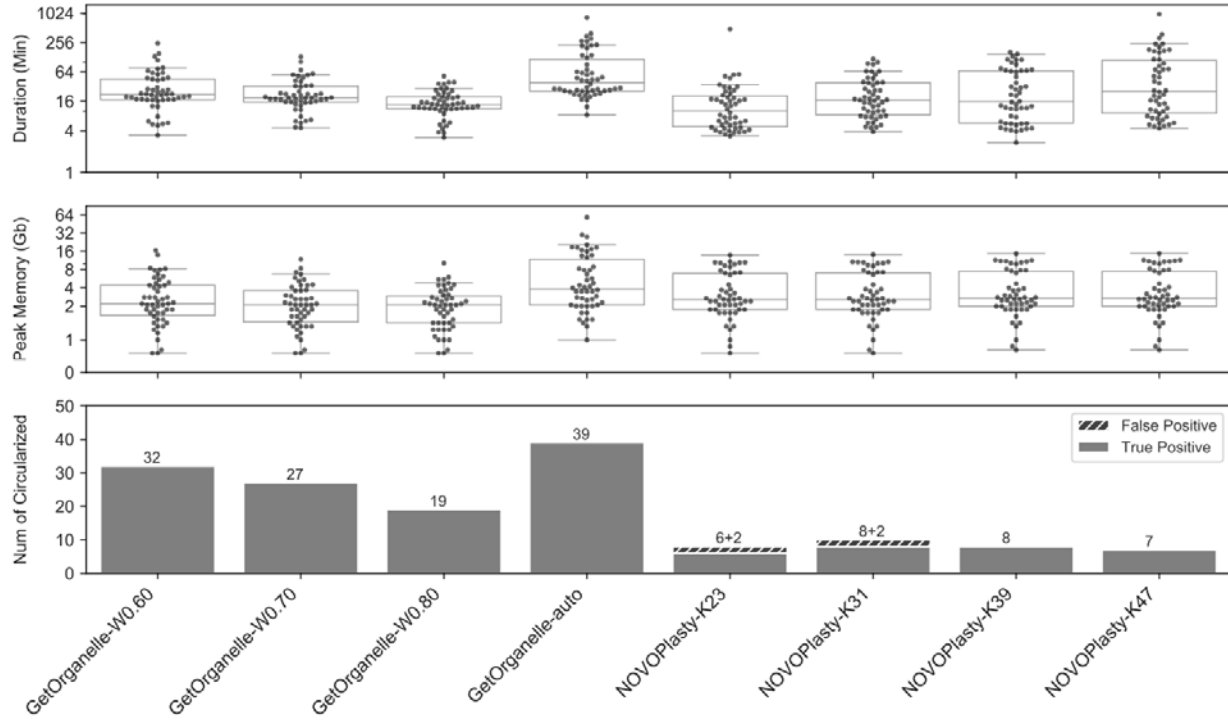 Duration (Min)
1024
256
64
16
4
1
Peak Memory (Gb)
64
32
16
8
4
2
1
0
Num of Circularized
50
40
30
20
10
0
32
27
19
39
6+2
8+2
8
7
False Positive
True Positive
GetOrganelle-W0.60
GetOrganelle-W0.70
GetOrganelle-W0.80
GetOrganelle-auto
NOVOPlasty-K23
NOVOPlasty-K31
NOVOPlasty-K39
NOVOPlasty-K47